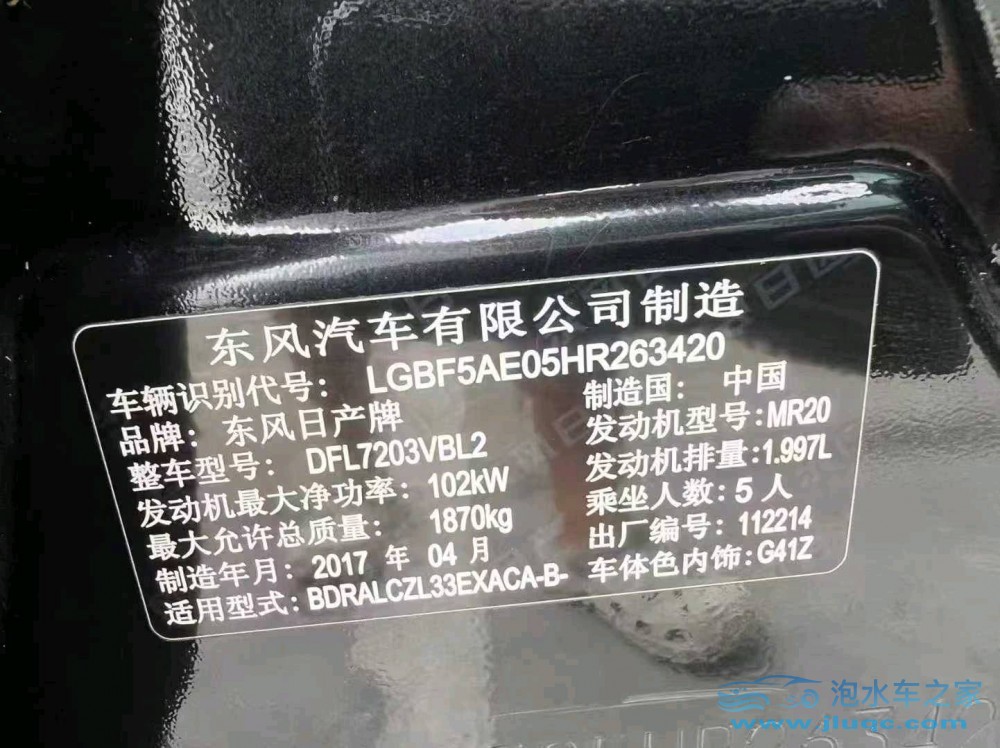 东风汽车有限公司制造
车辆识别代号： LGBF5AE05HR263420
品牌： 东风日产牌 制造国： 中国
整车型号： DFL7203VBL2 发动机型号:MR20
发动机最大净功率： 102kW 发动机排量:1.997L
最大允许总质量： 1870kg 乘坐人数:5人
制造年月： 2017 年 04 月 出厂编号: 112214
适用型式: BDRALCZL33EXACA-B- 车体色内饰:G41Z
泡水车之家
www.jluqc.com